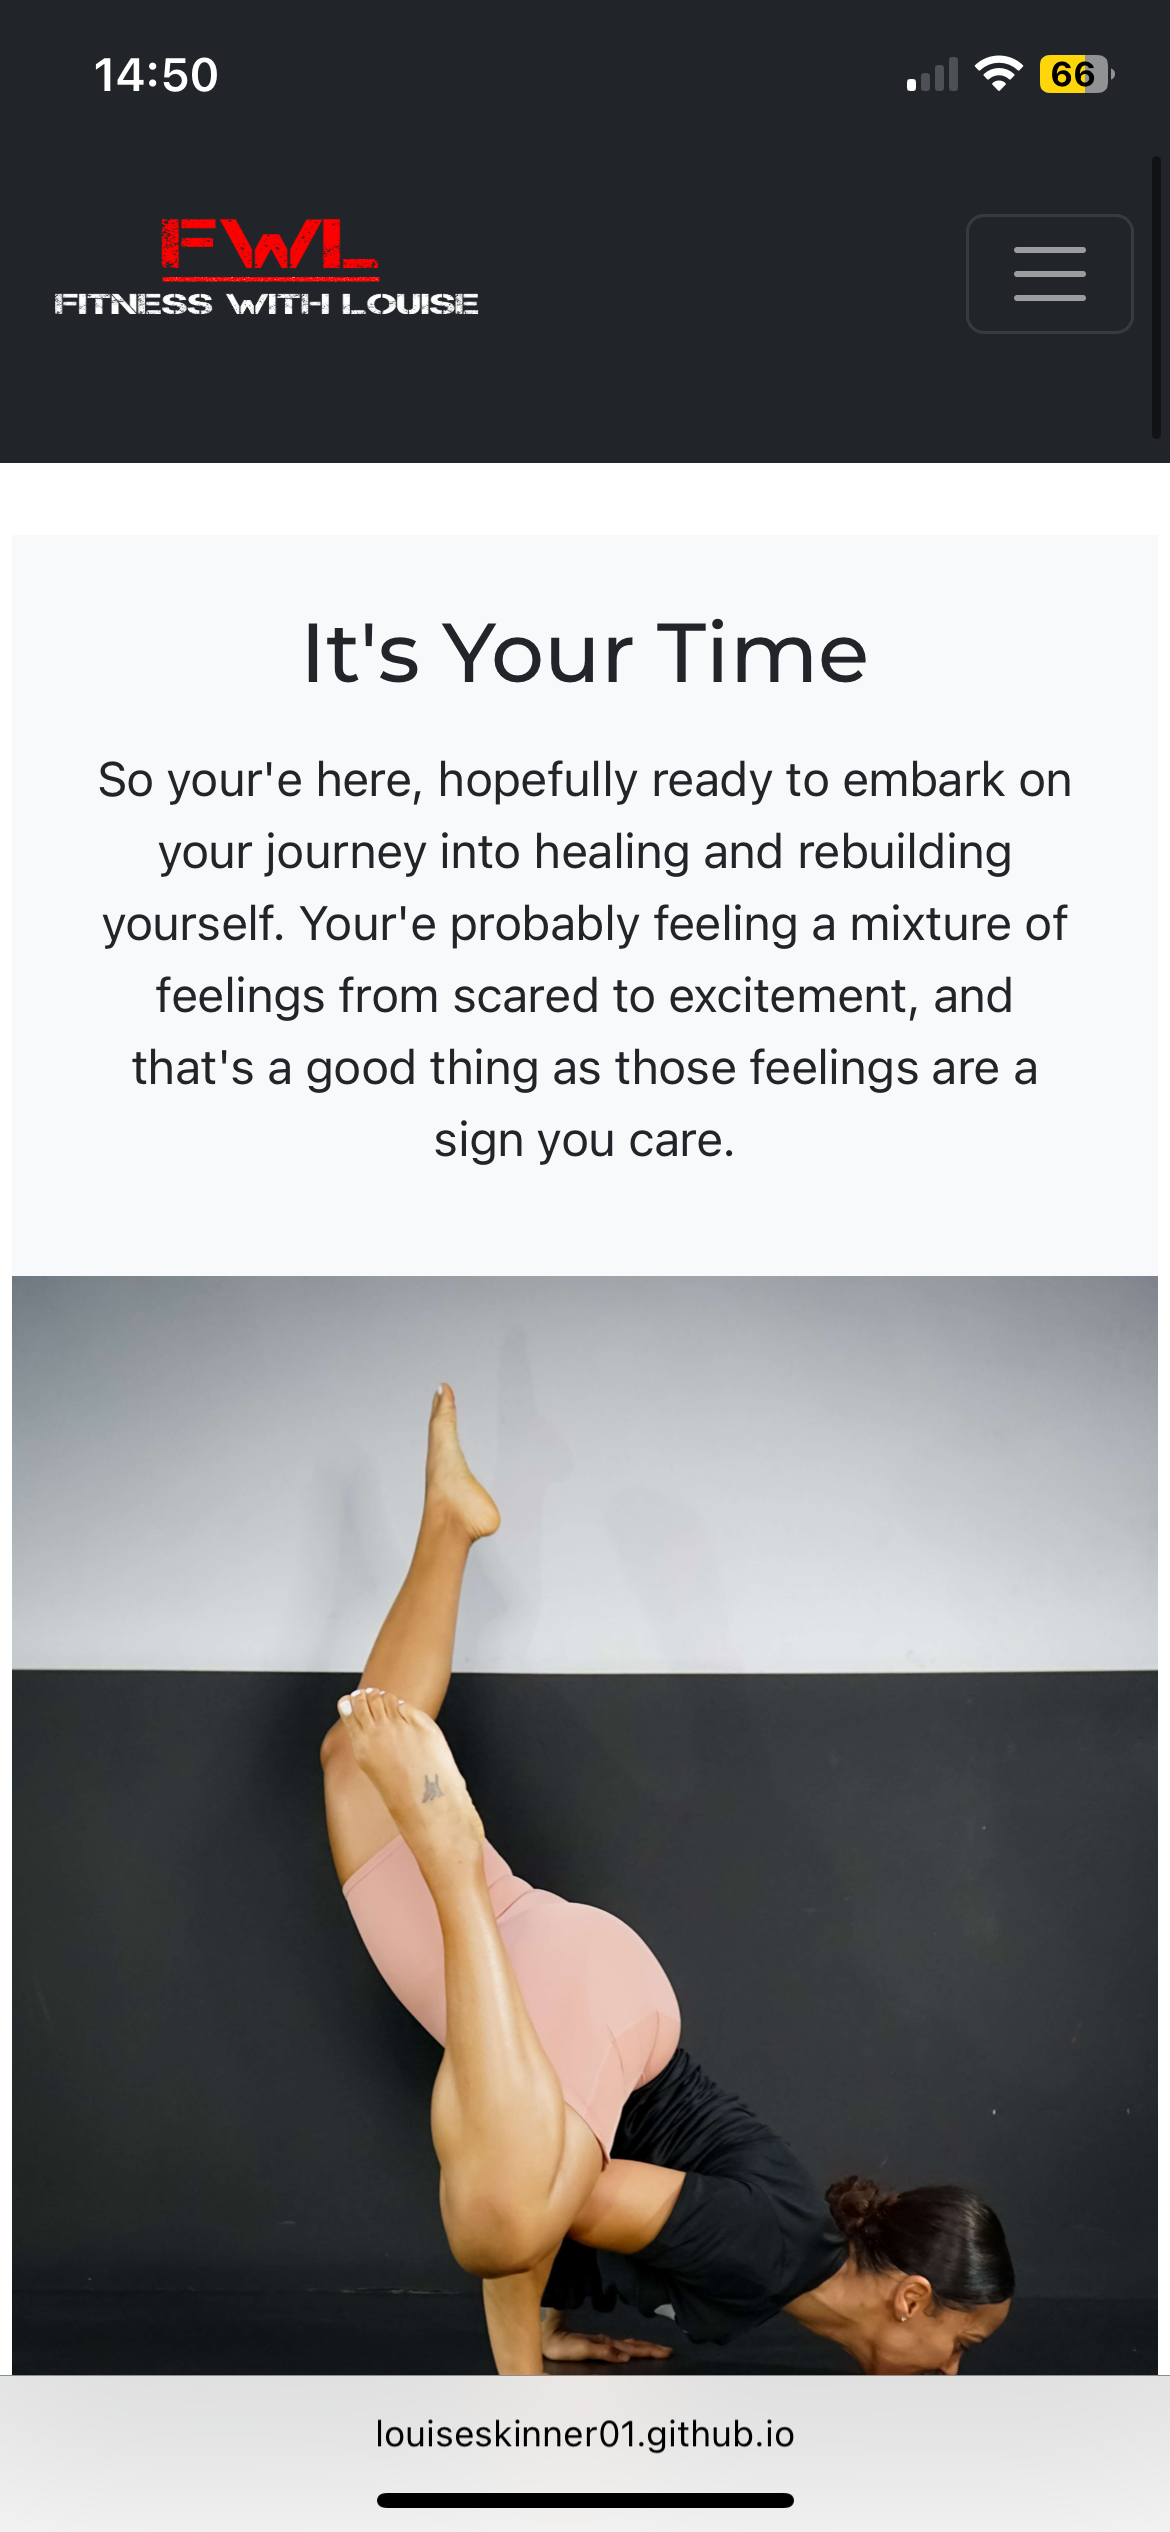 14:50
66
FWL
FITNESS WITH LOUISE
It's Your Time
So your'e here, hopefully ready to embark on
your journey into healing and rebuilding
yourself. Your'e probably feeling a mixture of
feelings from scared to excitement, and
that's a good thing as those feelings are a
sign you care.
louiseskinner01.github.io